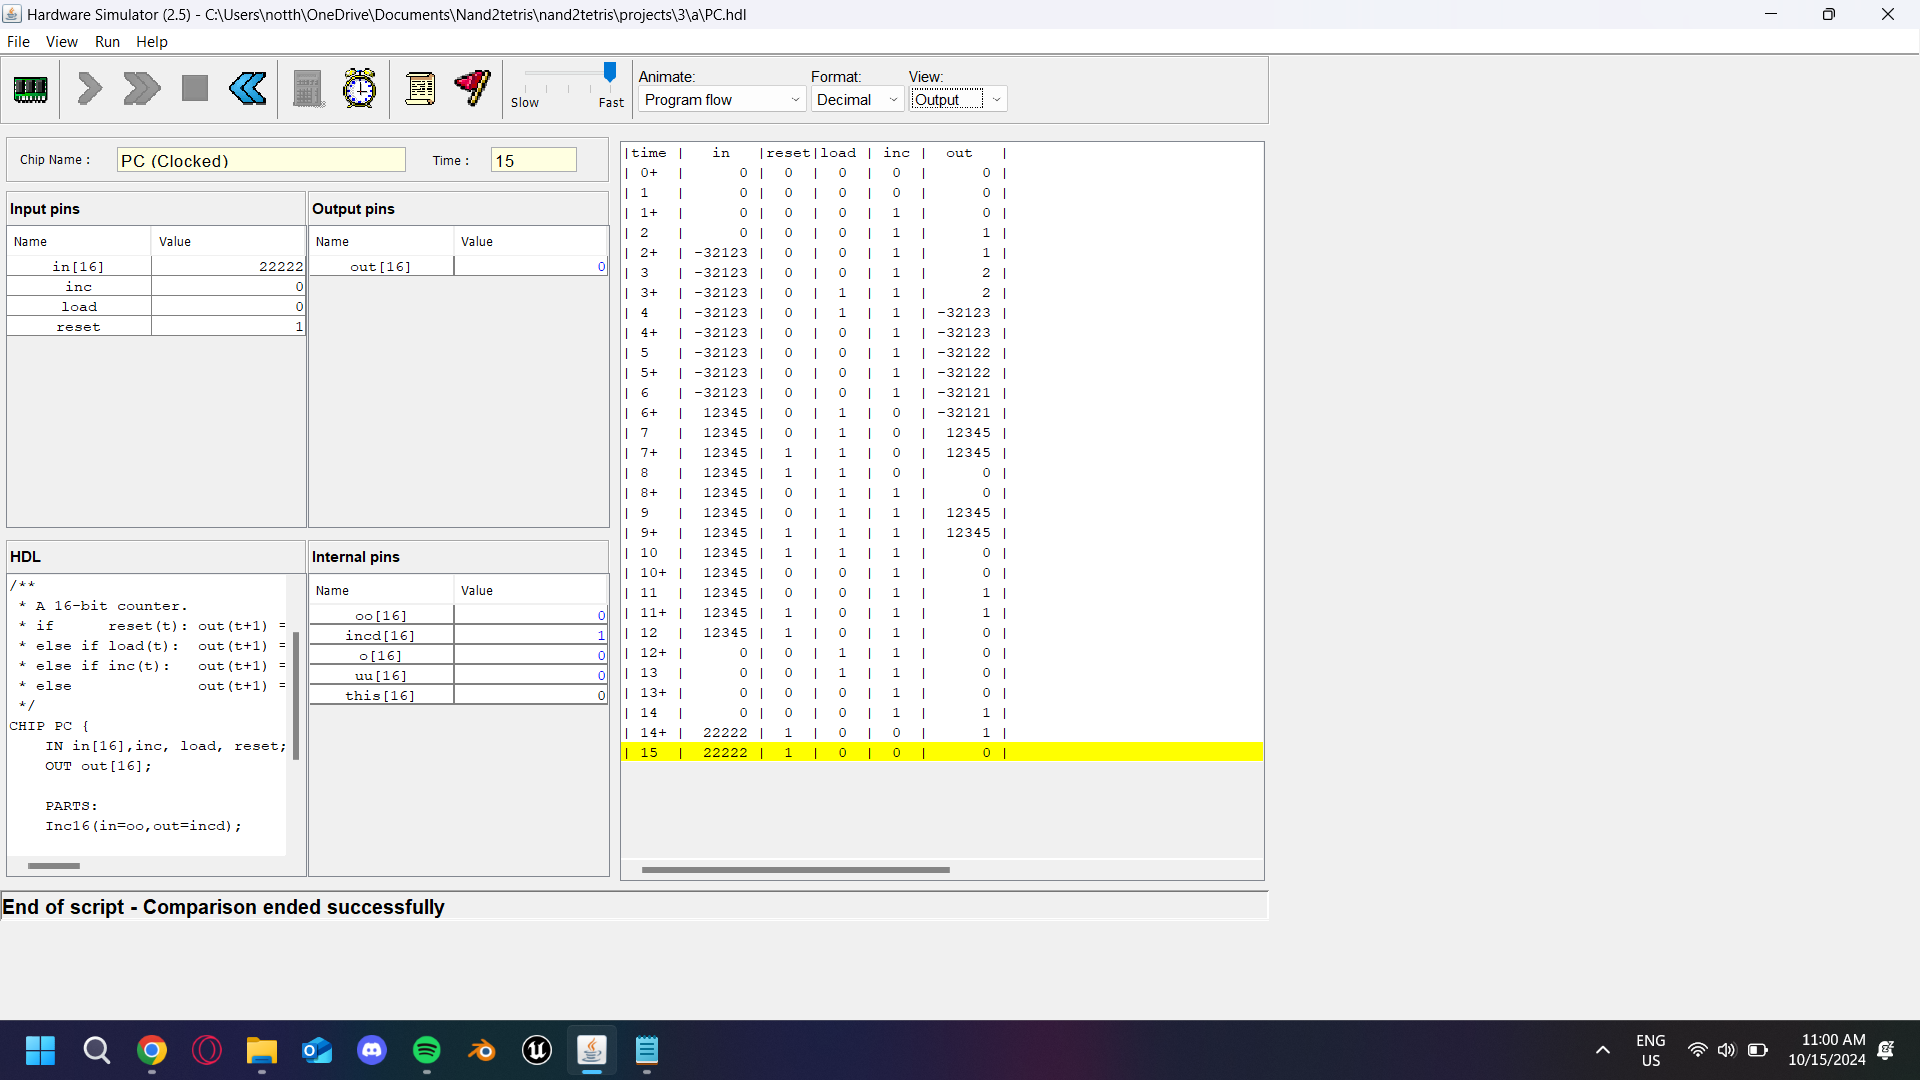 Hardware Simulator (2.5) - C:\Users\notth\OneDrive\Documents\Nand2tetris\nand2tetris\projects\3\a\PC.hdl
File View Run Help
Slow Fast
Animate: Format: View:
Program flow Decimal Output
Chip Name : PC (Clocked) Time : 15
Input pins
Name Value
in[16] 22222
inc 0
load 0
reset 1
Output pins
Name Value
out[16] 0
HDL
/**
* A 16-bit counter.
* if reset(t): out(t+1) =
* else if load(t): out(t+1) =
* else if inc(t): out(t+1) =
* else out(t+1) =
*/
CHIP PC {
IN in[16],inc, load, reset;
OUT out[16];
PARTS:
Inc16(in=oo,out=incd);
Internal pins
Name Value
oo[16] 0
incd[16] 1
o[16] 0
uu[16] 0
this[16] 0
|time | in |reset|load | inc | out |
| 0+ | 0 | 0 | 0 | 0 | 0 |
| 1 | 0 | 0 | 0 | 0 | 0 |
| 1+ | 0 | 0 | 0 | 1 | 0 |
| 2 | 0 | 0 | 0 | 1 | 1 |
| 2+ | -32123 | 0 | 0 | 1 | 1 |
| 3 | -32123 | 0 | 0 | 1 | 2 |
| 3+ | -32123 | 0 | 1 | 1 | 2 |
| 4 | -32123 | 0 | 1 | 1 | -32123 |
| 4+ | -32123 | 0 | 0 | 1 | -32123 |
| 5 | -32123 | 0 | 0 | 1 | -32122 |
| 5+ | -32123 | 0 | 0 | 1 | -32122 |
| 6 | -32123 | 0 | 0 | 1 | -32121 |
| 6+ | 12345 | 0 | 1 | 0 | -32121 |
| 7 | 12345 | 0 | 1 | 0 | 12345 |
| 7+ | 12345 | 1 | 1 | 0 | 12345 |
| 8 | 12345 | 1 | 1 | 0 | 0 |
| 8+ | 12345 | 0 | 1 | 1 | 0 |
| 9 | 12345 | 0 | 1 | 1 | 12345 |
| 9+ | 12345 | 1 | 1 | 1 | 12345 |
| 10 | 12345 | 1 | 1 | 1 | 0 |
| 10+ | 12345 | 0 | 0 | 1 | 0 |
| 11 | 12345 | 0 | 0 | 1 | 1 |
| 11+ | 12345 | 1 | 0 | 1 | 1 |
| 12 | 12345 | 1 | 0 | 1 | 0 |
| 12+ | 0 | 0 | 1 | 1 | 0 |
| 13 | 0 | 0 | 1 | 1 | 0 |
| 13+ | 0 | 0 | 0 | 1 | 0 |
| 14 | 0 | 0 | 0 | 1 | 1 |
| 14+ | 22222 | 1 | 0 | 0 | 1 |
| 15 | 22222 | 1 | 0 | 0 | 0 |
End of script - Comparison ended successfully
ENG
US
11:00 AM
10/15/2024